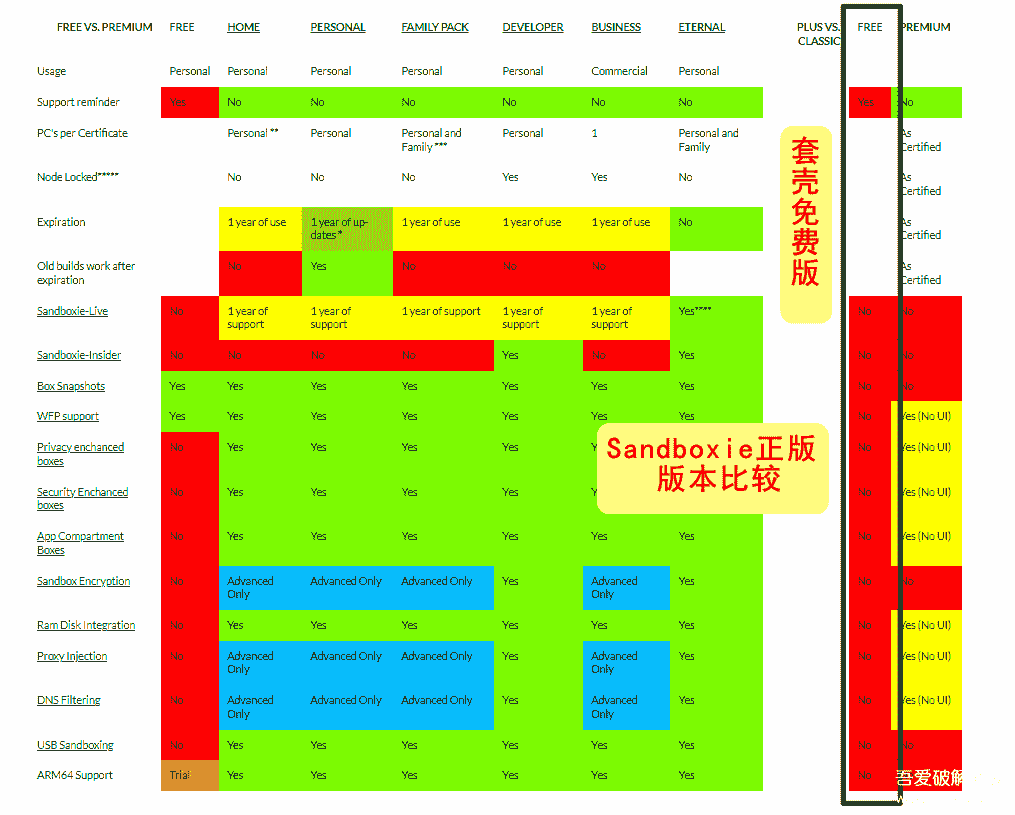 FREE VS. PREMIUM FREE HOME PERSONAL FAMILY PACK DEVELOPER BUSINESS ETERNAL PLUS VS. CLASSIC FREE PREMIUM
Usage Personal Personal Personal Personal Personal Commercial Personal
Support reminder Yes No No No No No No Yes No
PC's per Certificate Personal ** Personal Personal and Family *** Personal 1 Personal and Family As Certified
Node Locked***** No No No Yes Yes No As Certified
Expiration 1 year of use 1 year of up-dates * 1 year of use 1 year of use 1 year of use No As Certified
Old builds work after expiration No Yes No No No As Certified
Sandboxie-Live No 1 year of support 1 year of support 1 year of support 1 year of support 1 year of support Yes**** No No
Sandboxie-Insider No No No No Yes No Yes No No
Box Snapshots Yes Yes Yes Yes Yes Yes Yes No No
WFP support Yes Yes Yes Yes Yes Yes Yes No Yes (No UI)
Privacy enchanced boxes No Yes Yes Yes Yes No Yes (No UI)
Security Enchanced boxes No Yes Yes Yes Yes No Yes (No UI)
App Compartment Boxes No Yes Yes Yes Yes Yes Yes No Yes (No UI)
Sandbox Encryption No Advanced Only Advanced Only Advanced Only Yes Advanced Only Yes No No
Ram Disk Integration No Yes Yes Yes Yes Yes Yes No Yes (No UI)
Proxy Injection No Advanced Only Advanced Only Advanced Only Yes Advanced Only Yes No Yes (No UI)
DNS Filtering No Advanced Only Advanced Only Advanced Only Yes Advanced Only Yes No Yes (No UI)
USB Sandboxing No Yes Yes Yes Yes Yes Yes No No
ARM64 Support Trial Yes Yes Yes Yes Yes Yes No
套壳免费版
Sandboxie正版
版本比较
吾爱破解